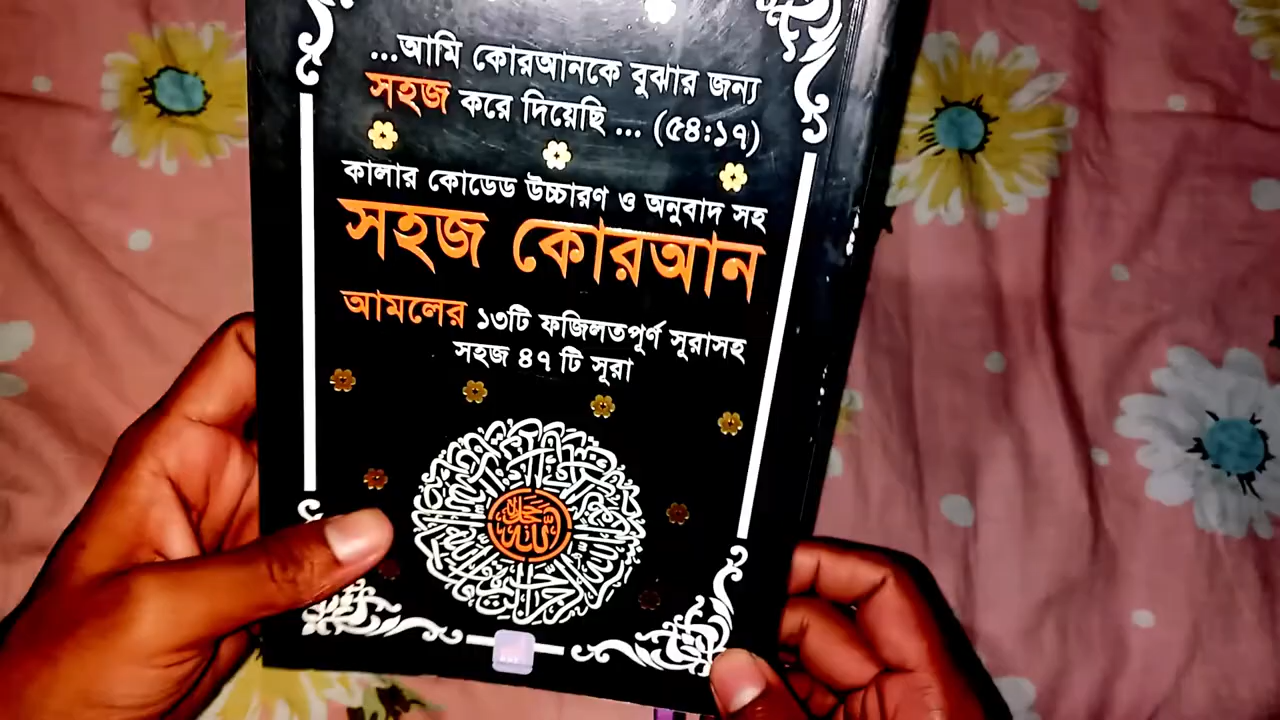 ...আমি কোরআনকে বুঝার জন্য
সহজ করে দিয়েছি ... (৫৪:১৭)
কালার কোডেড উচ্চারণ ও অনুবাদ সহ
সহজ কোরআন
আমলের ১৩টি ফজিলতপূর্ণ সূরাসহ
সহজ ৪৭ টি সূরা